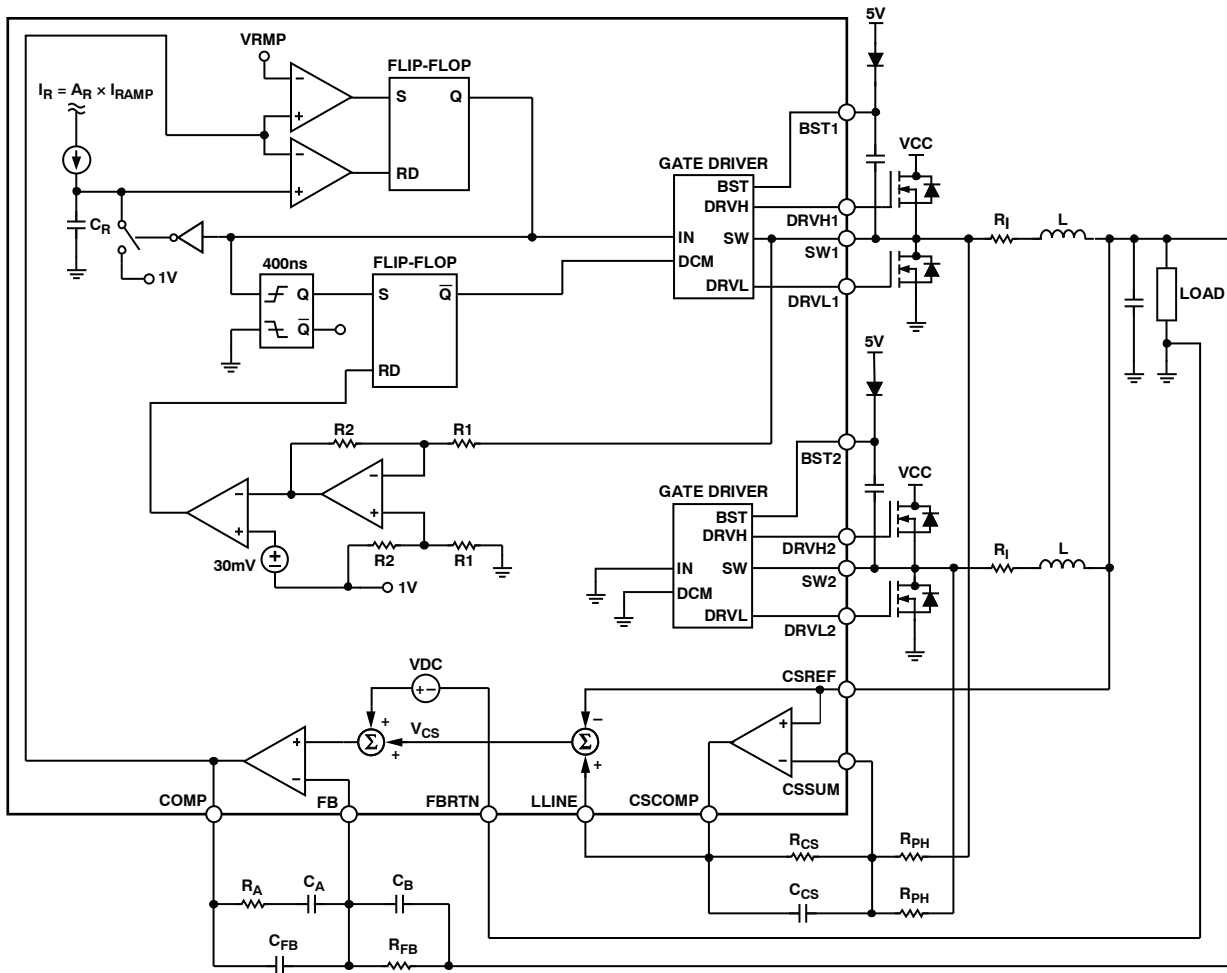 5V
VRMP
FLIP-FLOP
I_R = A_R × I_RAMP
−
+
S
Q
BST1
VCC
−
+
RD
GATE DRIVER
BST
DRVH
DRVH1
R_I
L
C_R
IN
SW
SW1
1V
400ns
FLIP-FLOP
DCM
Q
S
Q̅
DRVL
DRVL1
LOAD
Q̅
5V
RD
R2
R1
BST2
VCC
−
−
GATE DRIVER
+
+
BST
DRVH
DRVH2
R_I
L
30mV
R2
R1
IN
SW
SW2
1V
DCM
DRVL
DRVL2
VDC
CSREF
+−
+
−
+
Σ
V_CS
Σ
+
+
+
−
−
COMP
FB
FBRTN
LLINE
CSCOMP
CSSUM
R_CS
R_PH
R_A
C_A
C_B
C_CS
R_PH
C_FB
R_FB